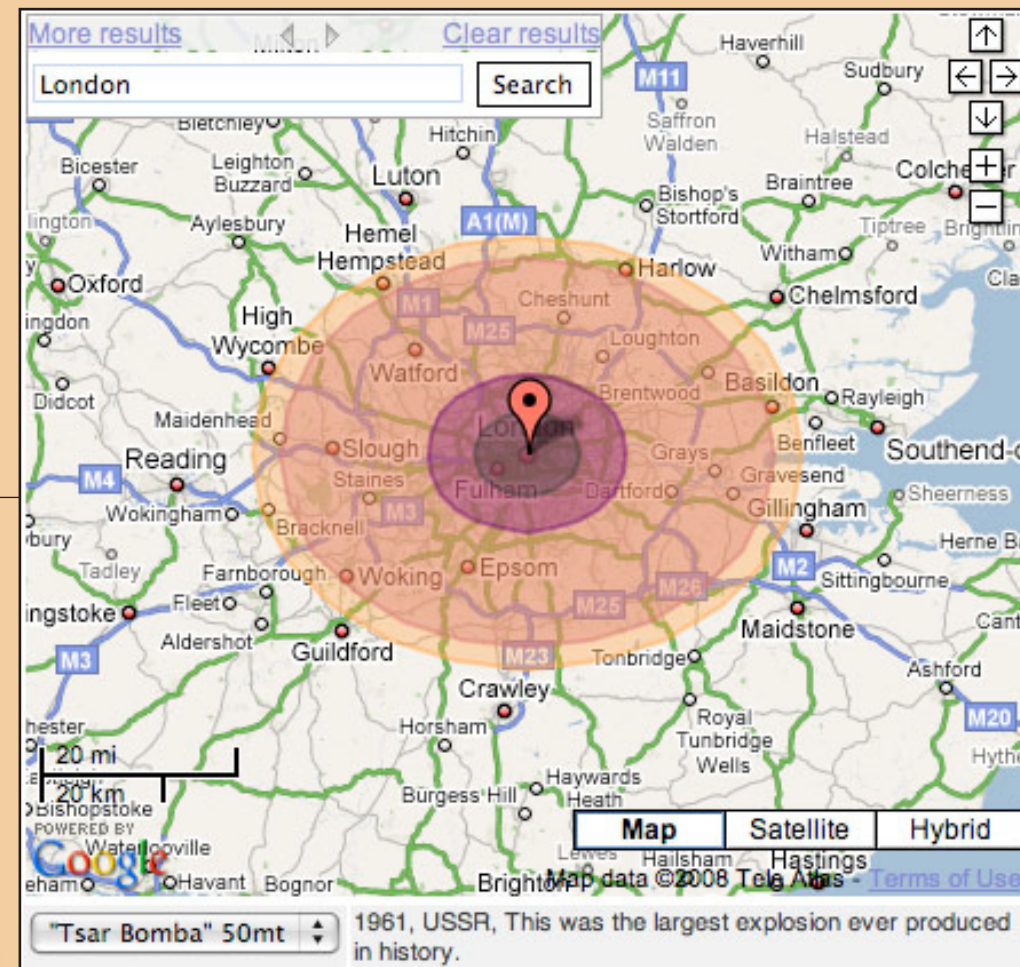 More results Clear results
London Search
M11
Haverhill
Sudbury
Bletchley
Hitchin
Saffron
Walden
Halstead
Bicester
Leighton
Buzzard
Luton
Bishop's
Stortford
Braintree
Aylesbury
A1(M)
Tiptree
Hemel
Hempstead
Witham
Oxford
Harlow
Chelmsford
M1
Cheshunt
High
Wycombe
M25
Loughton
Watford
Brentwood
Basildon
Didcot
Rayleigh
Maidenhead
London
Benfleet
Reading
Slough
Grays
M4
Staines
Fulham
Dartford
Gravesend
Sheerness
Wokingham
M3
Gillingham
Bracknell
Tadley
Farnborough
Woking
Epsom
M26
M2
Sittingbourne
Fleet
M25
Aldershot
Guildford
Maidstone
M3
M23
Tonbridge
Ashford
Crawley
Horsham
Royal
Tunbridge
Wells
M20
20 mi
20 km
Haywards
Heath
Burgess Hill
Bishopstoke
POWERED BY
Google
Waterlooville
Map Satellite Hybrid
Lewes
Hailsham
Hastings
Havant
Bognor
Brighton
Map data ©2008 Tele Atlas - Terms of Use
"Tsar Bomba" 50mt
1961, USSR, This was the largest explosion ever produced
in history.